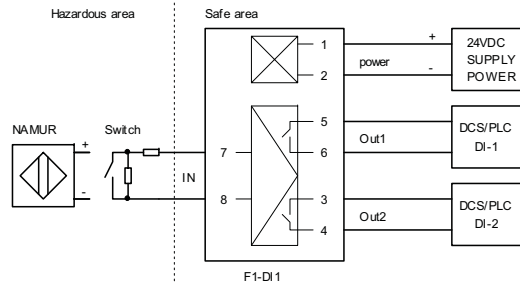 Hazardous area
Safe area
1
+
24VDC
SUPPLY
POWER
power
2
-
NAMUR
Switch
+
-
5
Out1
6
DCS/PLC
DI-1
7
IN
8
3
Out2
4
DCS/PLC
DI-2
F1-DI1